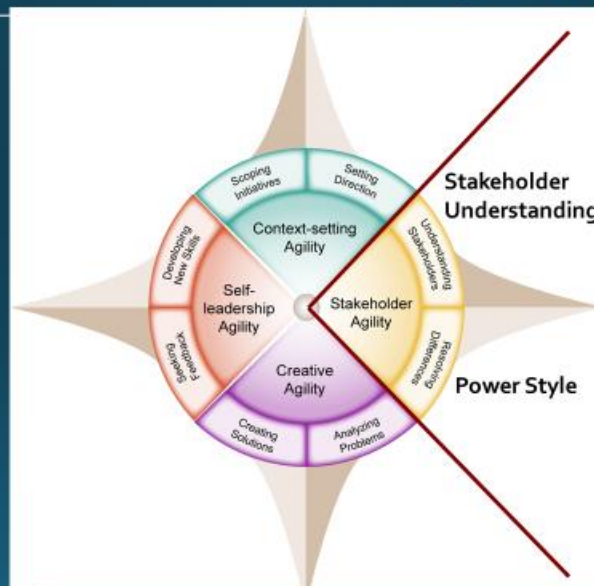 Scoping
Initiatives
Setting
Direction
Stakeholder
Understanding
Developing
New Skills
Context-setting
Agility
Understanding
Stakeholders
Self-
leadership
Agility
Stakeholder
Agility
Seeking
Feedback
Creative
Agility
Resolving
Differences
Power Style
Creating
Solutions
Analyzing
Problems